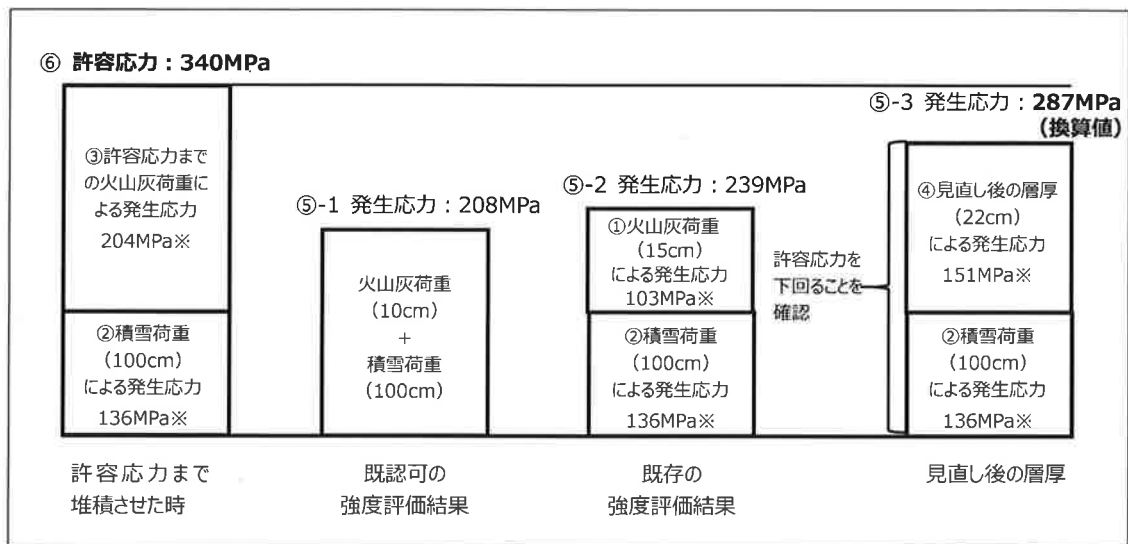 ⑥ 許容応力：340MPa
③許容応力まで
の火山灰荷重に
よる発生応力
204MPa※
②積雪荷重
(100cm)
による発生応力
136MPa※
許容応力まで
堆積させた時
⑤-1 発生応力：208MPa
火山灰荷重
(10cm)
+
積雪荷重
(100cm)
既認可の
強度評価結果
⑤-2 発生応力：239MPa
①火山灰荷重
(15cm)
による発生応力
103MPa※
②積雪荷重
(100cm)
による発生応力
136MPa※
既存の
強度評価結果
許容応力を
下回ることを
確認
⑤-3 発生応力：287MPa
（換算値）
④見直し後の層厚
(22cm)
による発生応力
151MPa※
②積雪荷重
(100cm)
による発生応力
136MPa※
見直し後の層厚